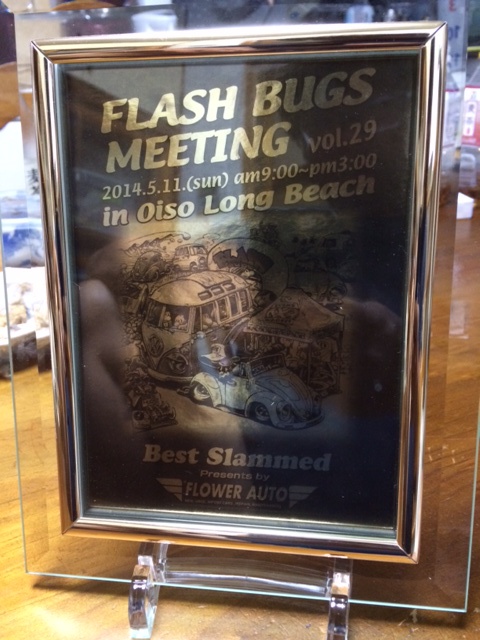 FLASH BUGS
MEETING vol.29
2014.5.11.(sun) am9:00~pm3:00
in Oiso Long Beach
Best Slammed
Presents by
FLOWER AUTO